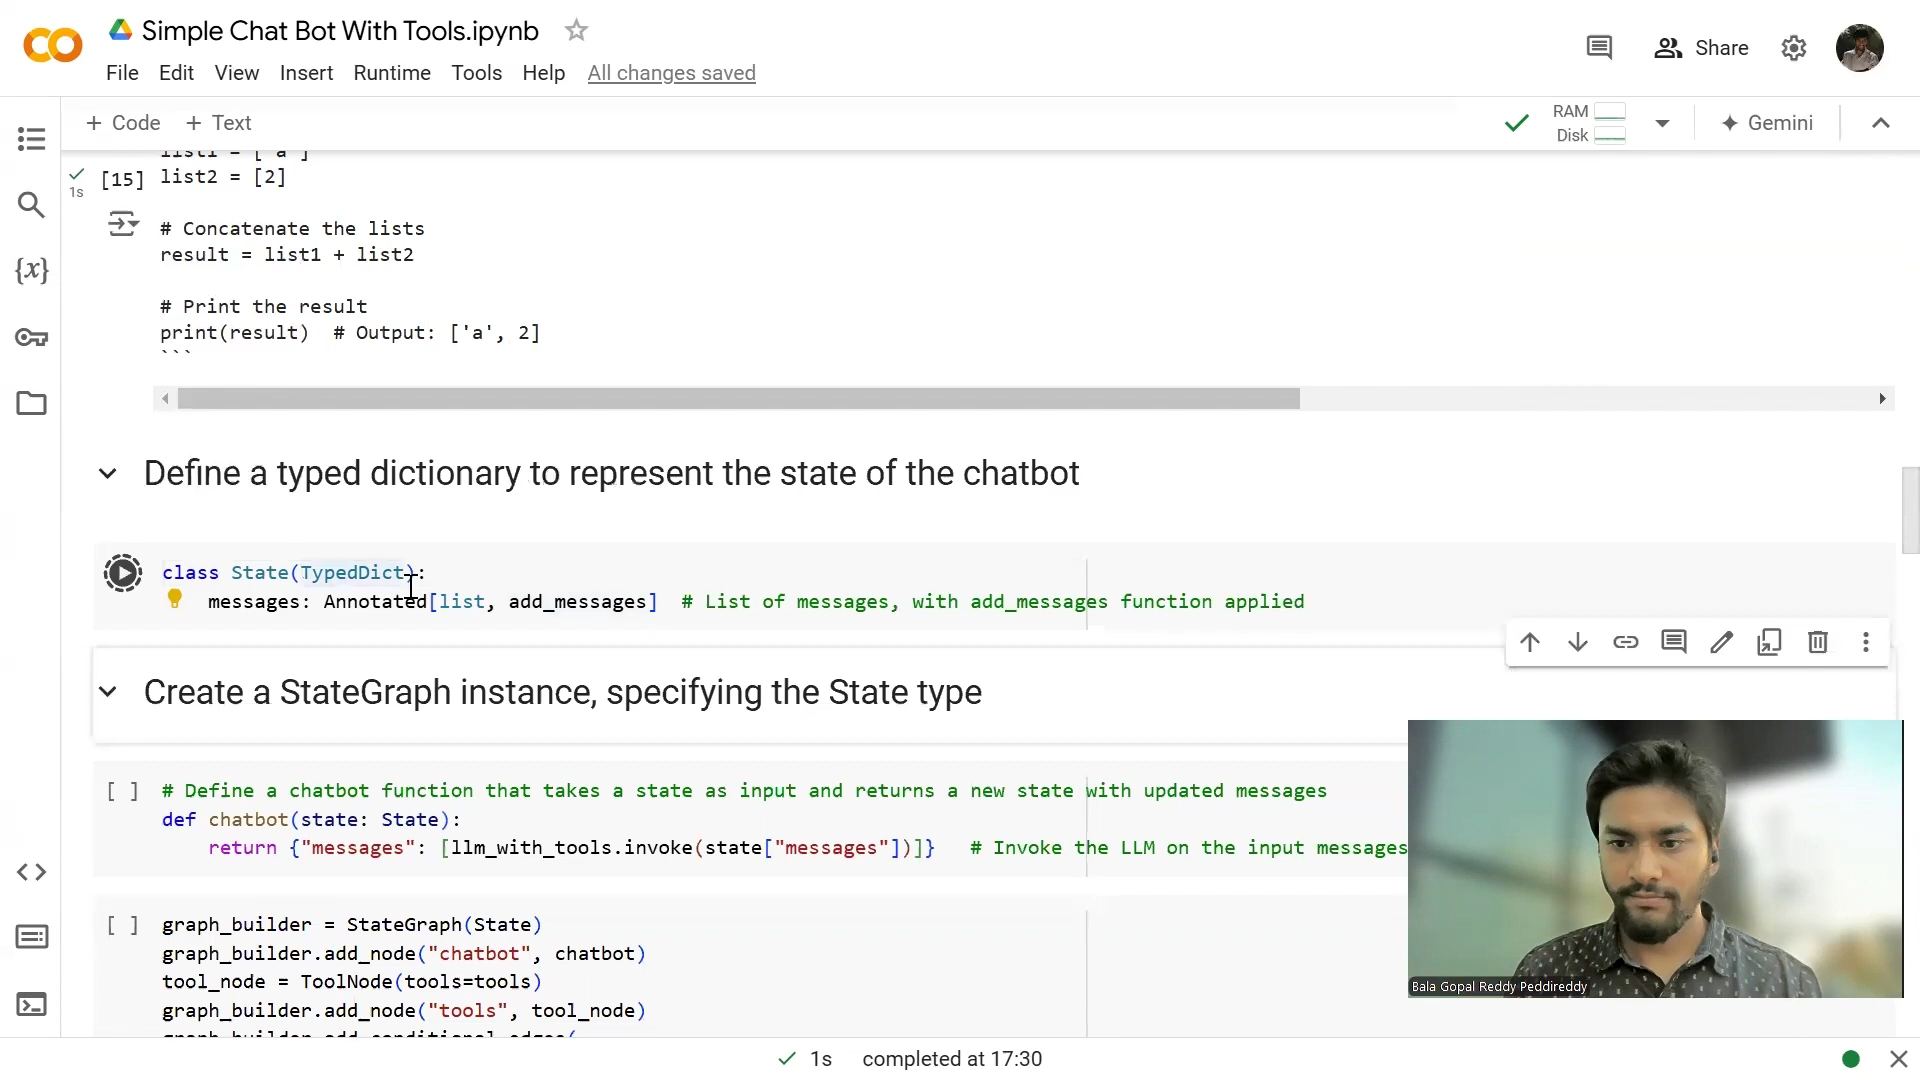 Simple Chat Bot With Tools.ipynb
File Edit View Insert Runtime Tools Help All changes saved
Share
+ Code + Text
RAM
Disk
Gemini
list1 = ['a']
[15] list2 = [2]
1s
# Concatenate the lists
result = list1 + list2
# Print the result
print(result)  # Output: ['a', 2]
```
Define a typed dictionary to represent the state of the chatbot
class State(TypedDict):
messages: Annotated[list, add_messages]  # List of messages, with add_messages function applied
Create a StateGraph instance, specifying the State type
[ ] # Define a chatbot function that takes a state as input and returns a new state with updated messages
def chatbot(state: State):
return {"messages": [llm_with_tools.invoke(state["messages"])]}   # Invoke the LLM on the input messages
[ ] graph_builder = StateGraph(State)
graph_builder.add_node("chatbot", chatbot)
tool_node = ToolNode(tools=tools)
graph_builder.add_node("tools", tool_node)
graph_builder.add_conditional_edges(
Bala Gopal Reddy Peddireddy
1s completed at 17:30